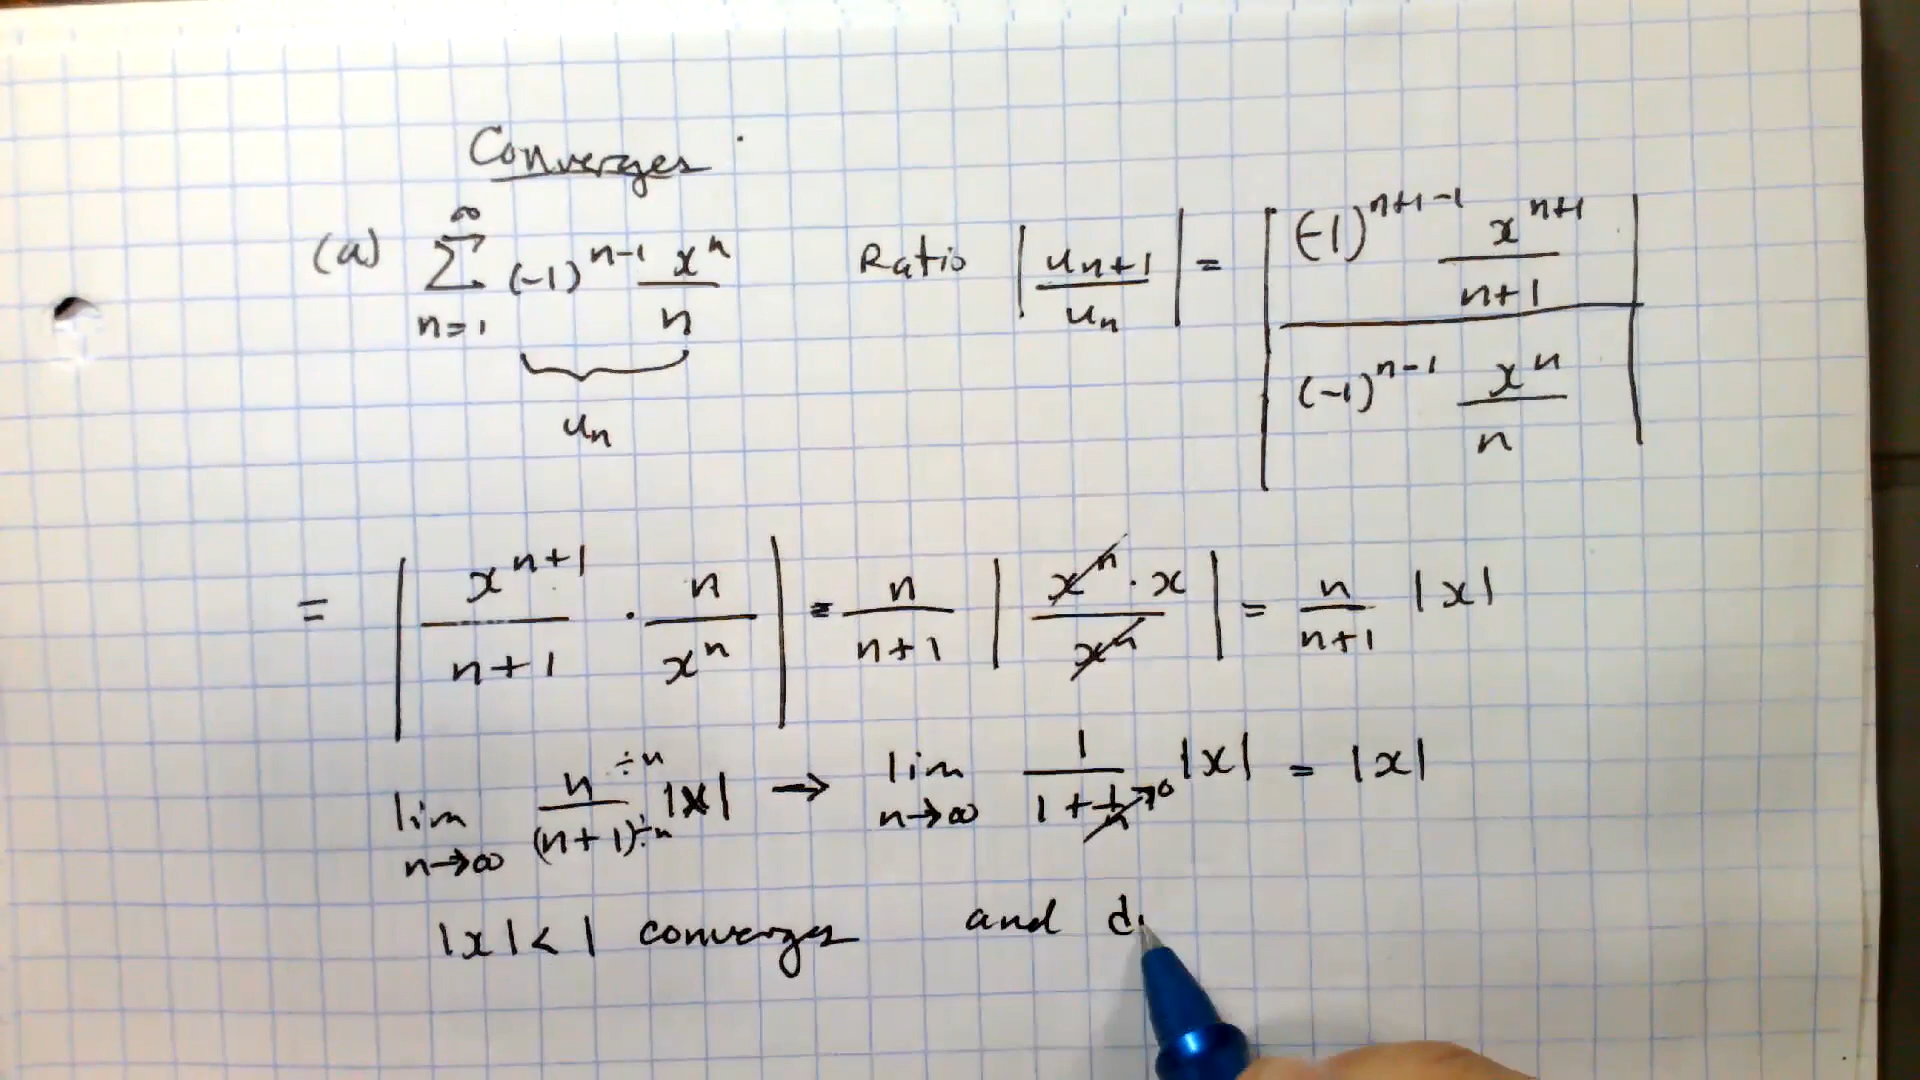 Converges
(a) ∑_{n=1}^{∞} (-1)^{n-1} x^n/n   Ratio |u_{n+1}/u_n| = |((-1)^{n+1-1} x^{n+1}/(n+1)) / ((-1)^{n-1} x^n/n)|
u_n
= |x^{n+1}/(n+1) · n/x^n| = n/(n+1) |x^n · x / x^n| = n/(n+1) |x|
lim_{n→∞} n ÷n/(n+1) ÷n |x| → lim_{n→∞} 1/(1 + 1/n →0) |x| = |x|
|x| < 1 converges and di